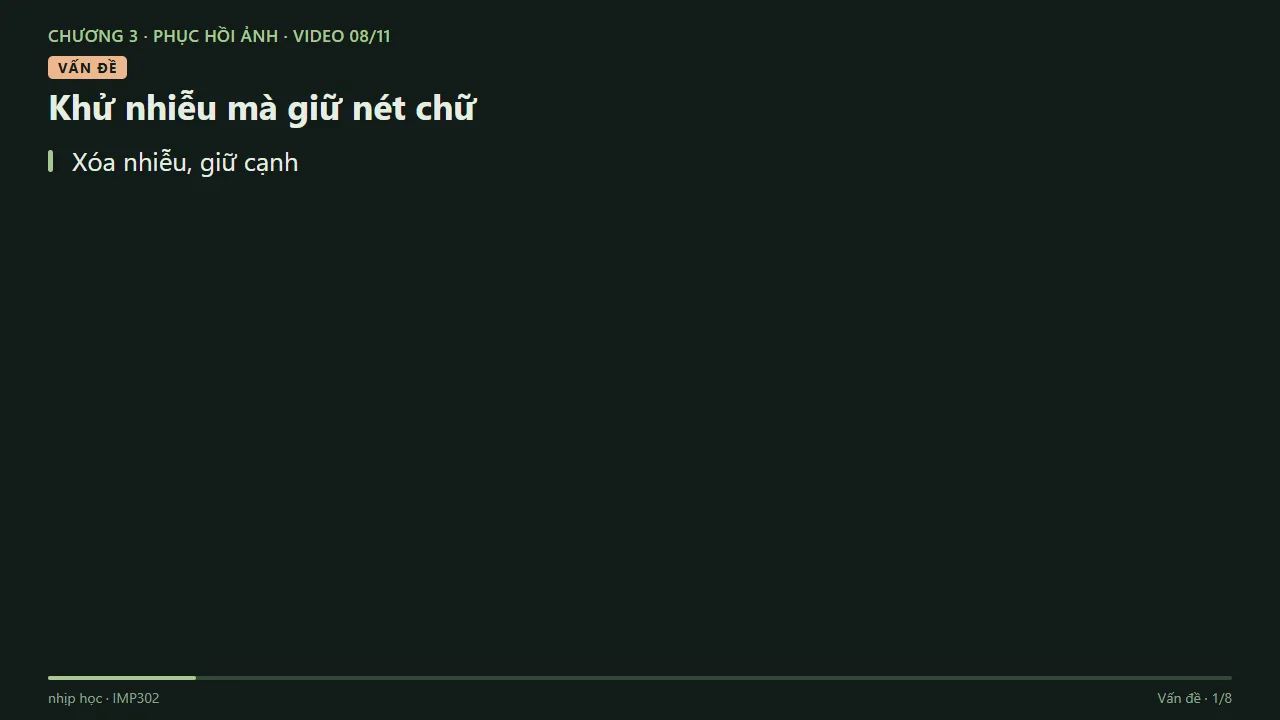 CHƯƠNG 3 · PHỤC HỒI ẢNH · VIDEO 08/11
VẤN ĐỀ
Khử nhiễu mà giữ nét chữ
Xóa nhiễu, giữ cạnh
nhịp học · IMP302
Vấn đề · 1/8